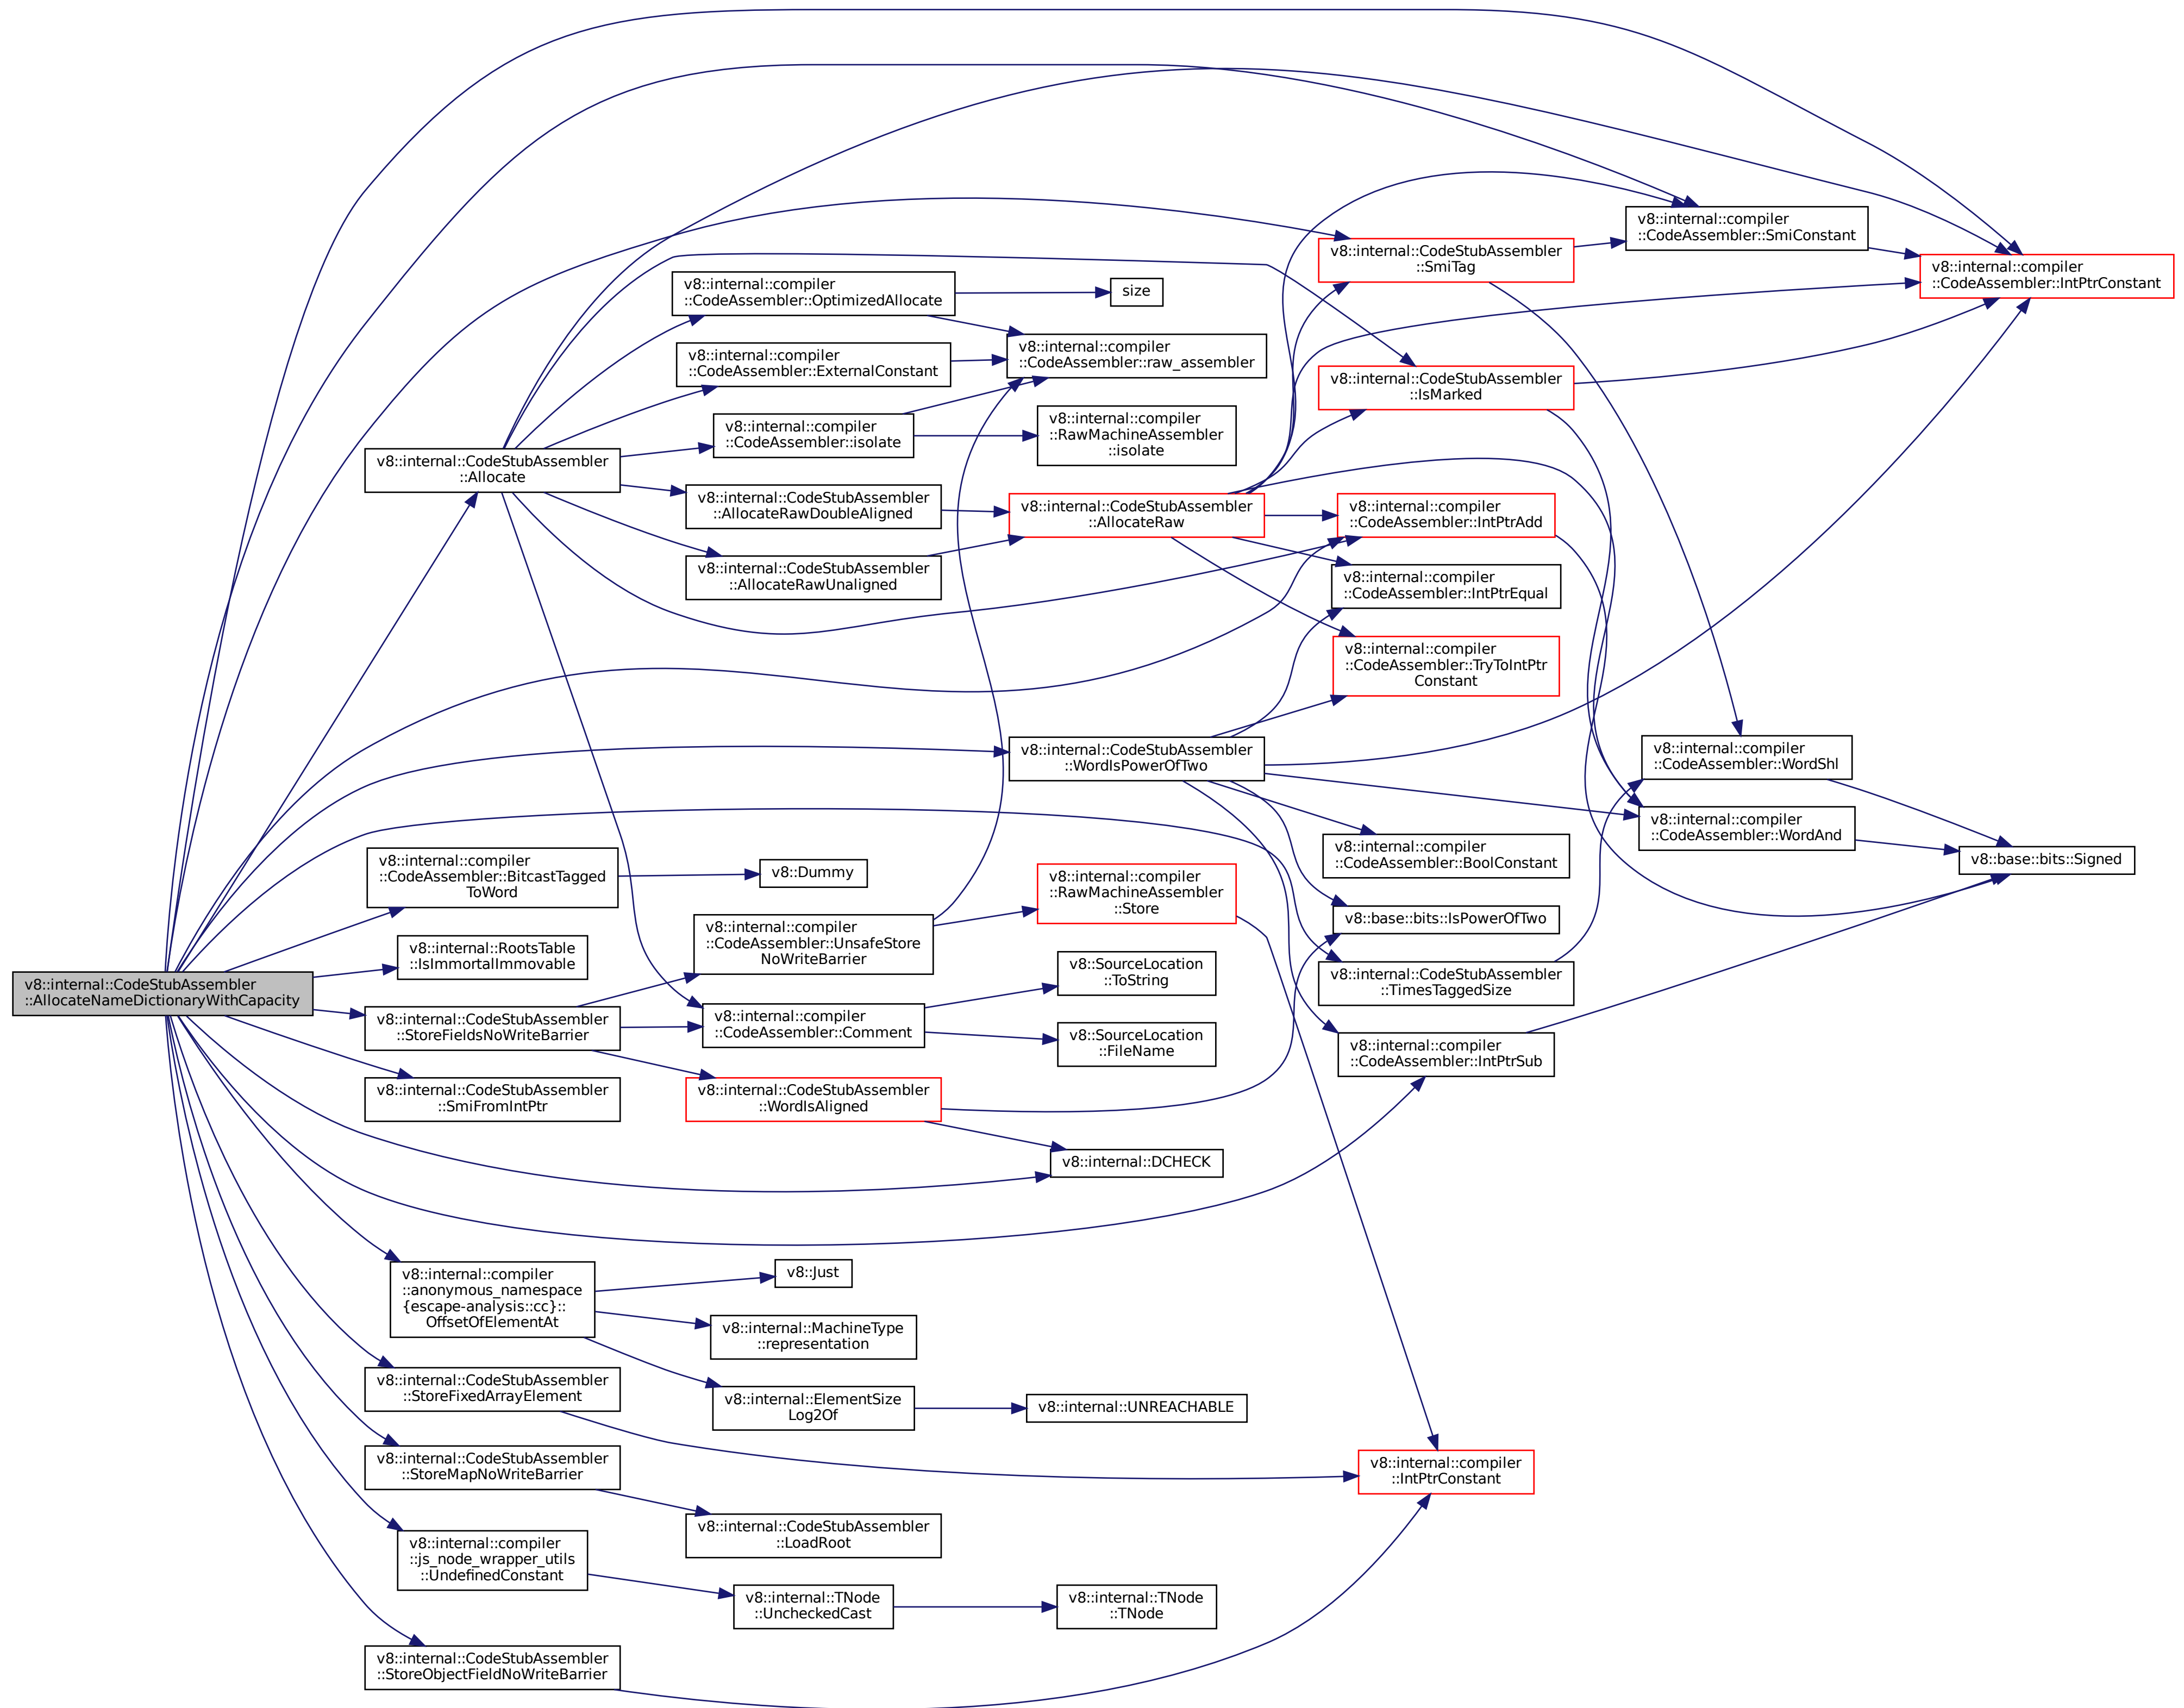 v8::internal::CodeStubAssembler
::AllocateNameDictionaryWithCapacity
v8::internal::CodeStubAssembler
::Allocate
v8::internal::compiler
::CodeAssembler::BitcastTagged
ToWord
v8::internal::RootsTable
::IsImmortalImmovable
v8::internal::CodeStubAssembler
::StoreFieldsNoWriteBarrier
v8::internal::CodeStubAssembler
::SmiFromIntPtr
v8::internal::compiler
::anonymous_namespace
{escape-analysis::cc}::
OffsetOfElementAt
v8::internal::CodeStubAssembler
::StoreFixedArrayElement
v8::internal::CodeStubAssembler
::StoreMapNoWriteBarrier
v8::internal::compiler
::js_node_wrapper_utils
::UndefinedConstant
v8::internal::CodeStubAssembler
::StoreObjectFieldNoWriteBarrier
v8::internal::compiler
::CodeAssembler::OptimizedAllocate
v8::internal::compiler
::CodeAssembler::ExternalConstant
v8::internal::compiler
::CodeAssembler::isolate
v8::internal::CodeStubAssembler
::AllocateRawDoubleAligned
v8::internal::CodeStubAssembler
::AllocateRawUnaligned
v8::Dummy
v8::internal::compiler
::CodeAssembler::UnsafeStore
NoWriteBarrier
v8::internal::compiler
::CodeAssembler::Comment
v8::internal::CodeStubAssembler
::WordIsAligned
v8::Just
v8::internal::MachineType
::representation
v8::internal::ElementSize
Log2Of
v8::internal::CodeStubAssembler
::LoadRoot
v8::internal::TNode
::UncheckedCast
size
v8::internal::compiler
::CodeAssembler::raw_assembler
v8::internal::compiler
::RawMachineAssembler
::isolate
v8::internal::CodeStubAssembler
::AllocateRaw
v8::internal::CodeStubAssembler
::WordIsPowerOfTwo
v8::internal::compiler
::RawMachineAssembler
::Store
v8::SourceLocation
::ToString
v8::SourceLocation
::FileName
v8::internal::DCHECK
v8::internal::UNREACHABLE
v8::internal::TNode
::TNode
v8::internal::CodeStubAssembler
::SmiTag
v8::internal::CodeStubAssembler
::IsMarked
v8::internal::compiler
::CodeAssembler::IntPtrAdd
v8::internal::compiler
::CodeAssembler::IntPtrEqual
v8::internal::compiler
::CodeAssembler::TryToIntPtr
Constant
v8::internal::compiler
::CodeAssembler::BoolConstant
v8::base::bits::IsPowerOfTwo
v8::internal::CodeStubAssembler
::TimesTaggedSize
v8::internal::compiler
::CodeAssembler::IntPtrSub
v8::internal::compiler
::IntPtrConstant
v8::internal::compiler
::CodeAssembler::SmiConstant
v8::internal::compiler
::CodeAssembler::WordShl
v8::internal::compiler
::CodeAssembler::WordAnd
v8::internal::compiler
::CodeAssembler::IntPtrConstant
v8::base::bits::Signed